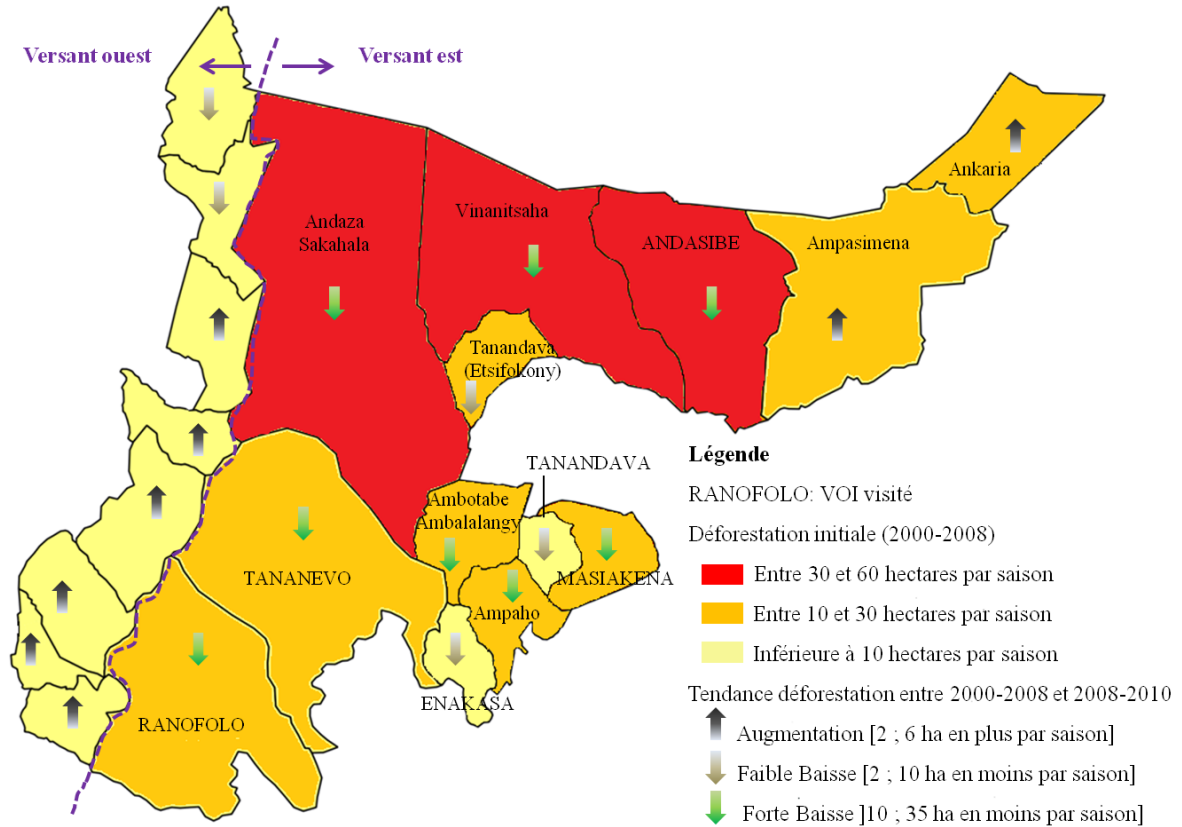 Versant ouest
Versant est
Ankaria
Andaza
Sakahala
Vinanitsaha
ANDASIBE
Ampasimena
Tanandava
(Etsifokony)
TANANDAVA
Ambotabe
Ambalalangy
TANANEVO
MASIAKENA
Ampaho
ENAKASA
RANOFOLO
Légende
RANOFOLO: VOI visité
Déforestation initiale (2000-2008)
Entre 30 et 60 hectares par saison
Entre 10 et 30 hectares par saison
Inférieure à 10 hectares par saison
Tendance déforestation entre 2000-2008 et 2008-2010
Augmentation [2 ; 6 ha en plus par saison]
Faible Baisse [2 ; 10 ha en moins par saison]
Forte Baisse ]10 ; 35 ha en moins par saison]